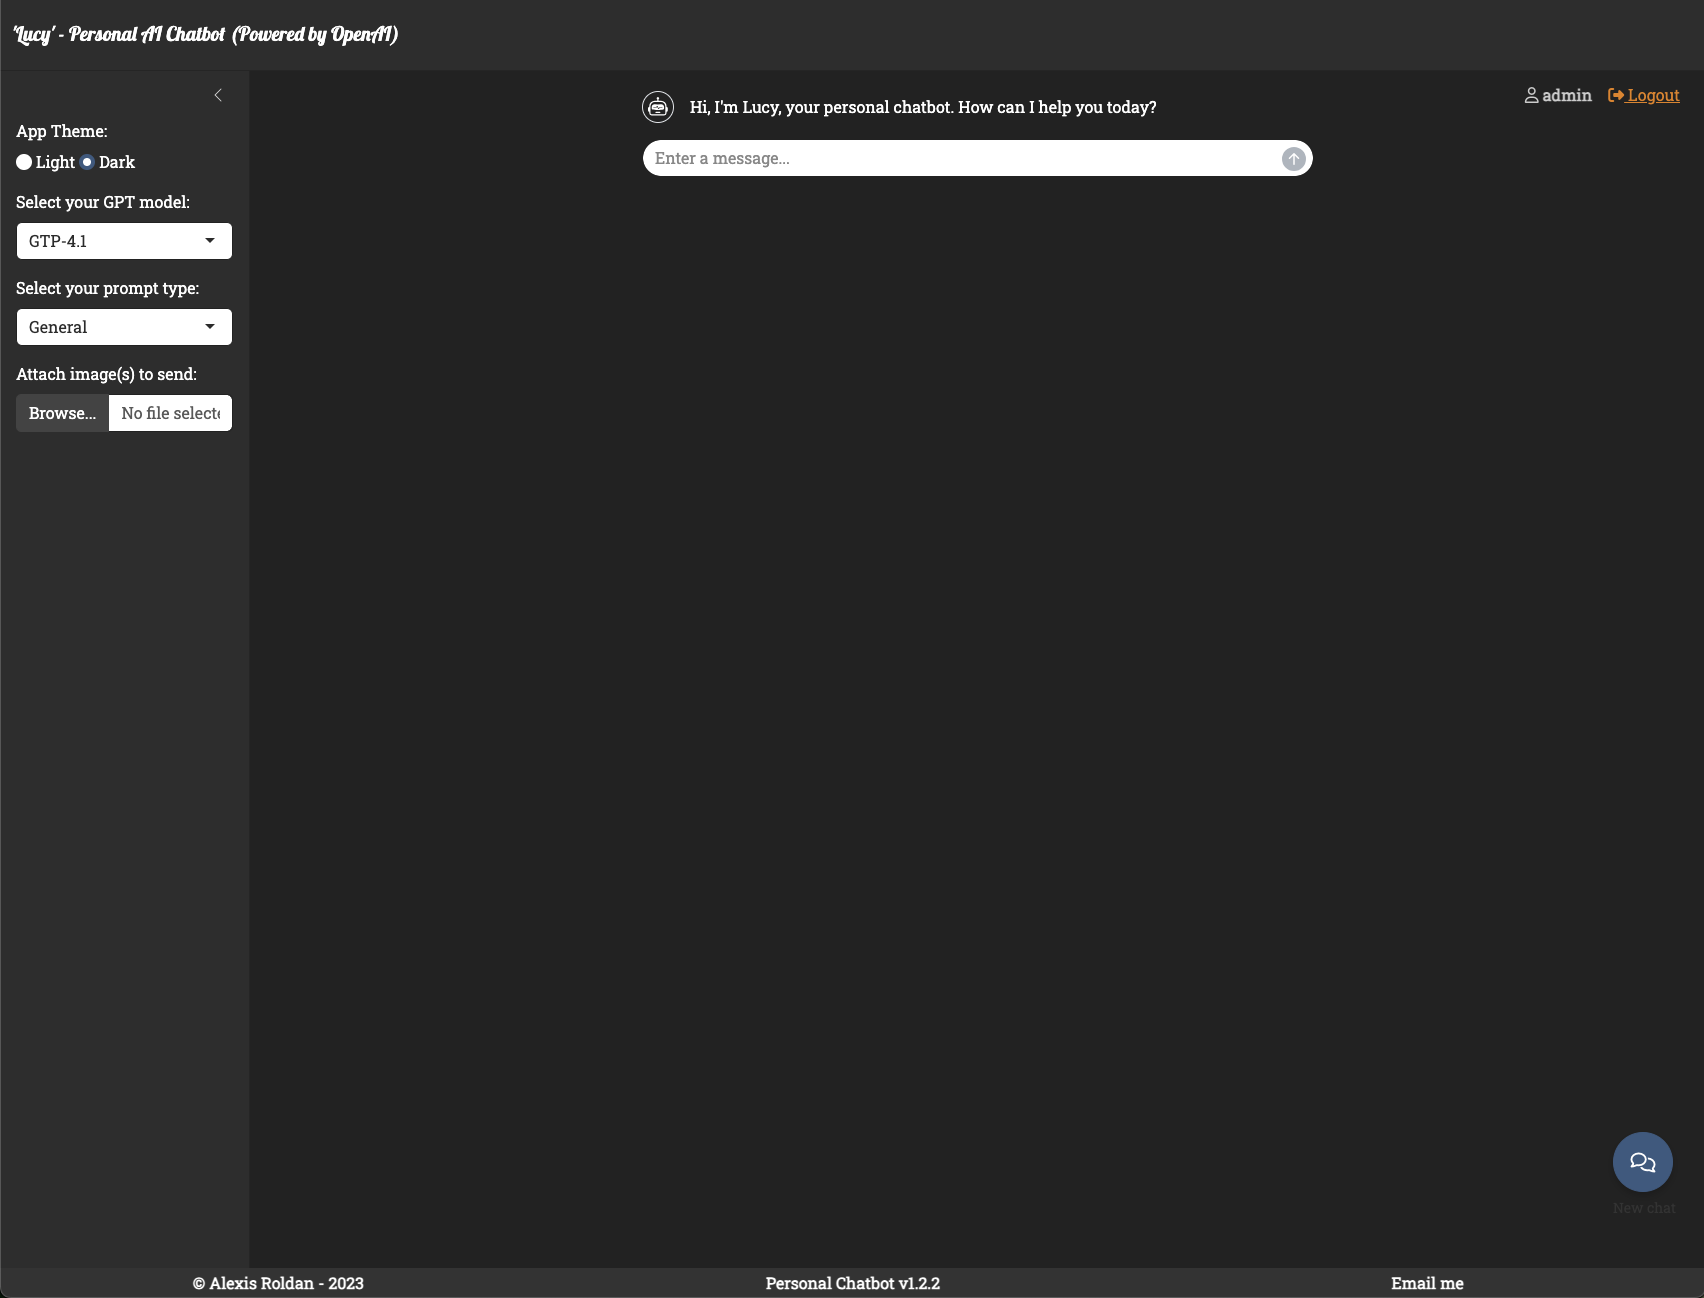 'Lucy' - Personal AI Chatbot (Powered by OpenAI)
App Theme:
Light Dark
Select your GPT model:
GTP-4.1
Select your prompt type:
General
Attach image(s) to send:
Browse... No file selecte
Hi, I'm Lucy, your personal chatbot. How can I help you today?
Enter a message...
admin Logout
New chat
© Alexis Roldan - 2023 Personal Chatbot v1.2.2 Email me